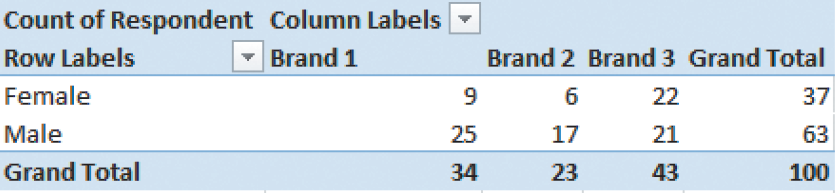 Count of Respondent Column Labels
Row Labels Brand 1 Brand 2 Brand 3 Grand Total
Female 9 6 22 37
Male 25 17 21 63
Grand Total 34 23 43 100